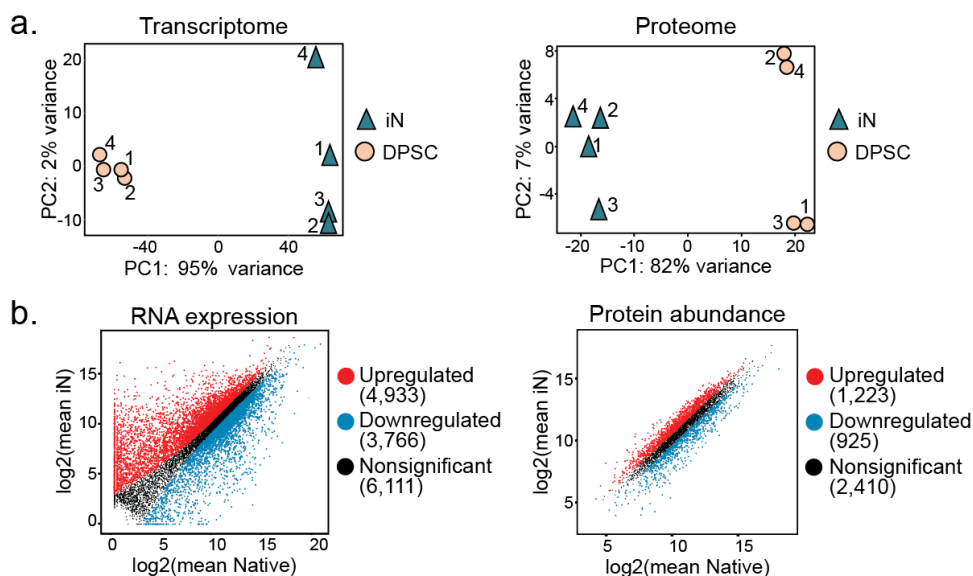 a.
Transcriptome
PC2: 2% variance
20
10
0
-10
4
1
3
2
4
3
1
2
-40
0
40
PC1: 95% variance
iN
DPSC
Proteome
PC2: 7% variance
8
4
0
-4
4
2
1
3
2
4
3
1
-20
-10
0
10
20
PC1: 82% variance
iN
DPSC
b.
RNA expression
log2(mean iN)
15
10
5
0
0
5
10
15
20
log2(mean Native)
Upregulated
(4,933)
Downregulated
(3,766)
Nonsignificant
(6,111)
Protein abundance
log2(mean iN)
15
10
5
5
10
15
log2(mean Native)
Upregulated
(1,223)
Downregulated
(925)
Nonsignificant
(2,410)